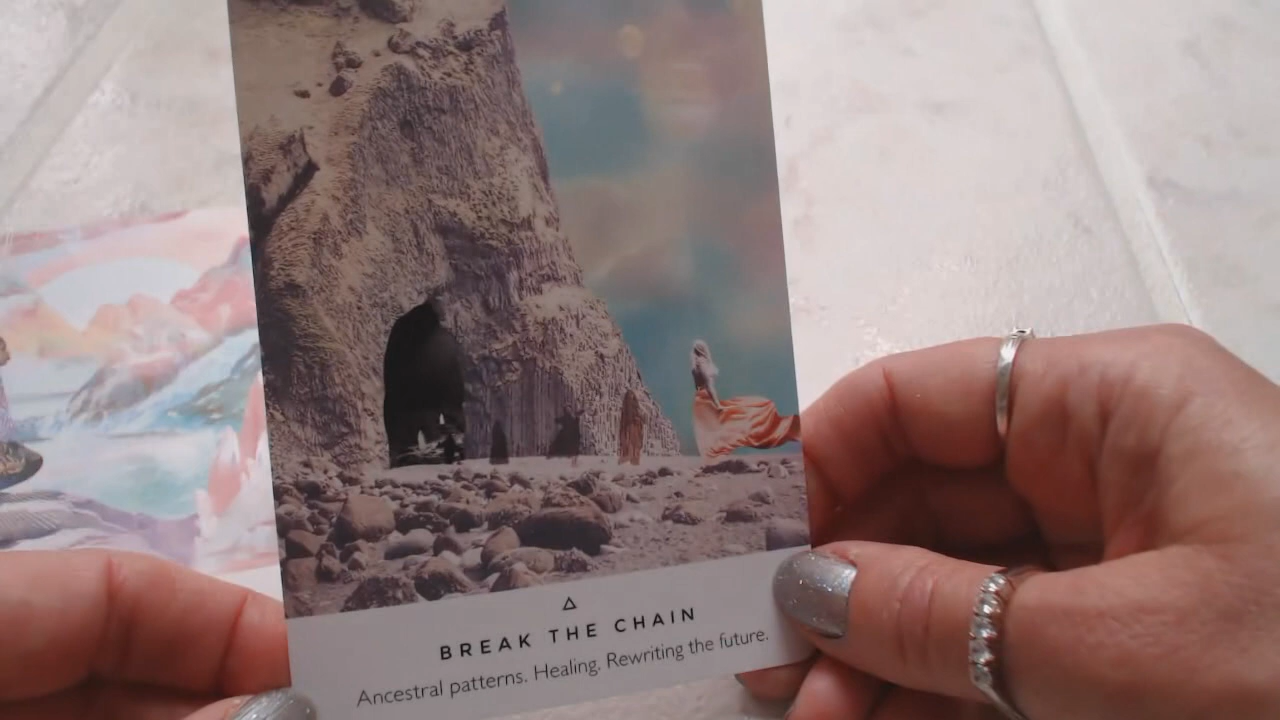 BREAK THE CHAIN
Ancestral patterns. Healing. Rewriting the future.